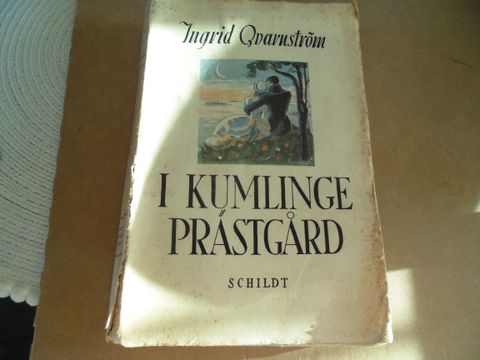 Ingrid Qvarnström
I KUMLINGE
PRÄSTGÅRD
SCHILDT